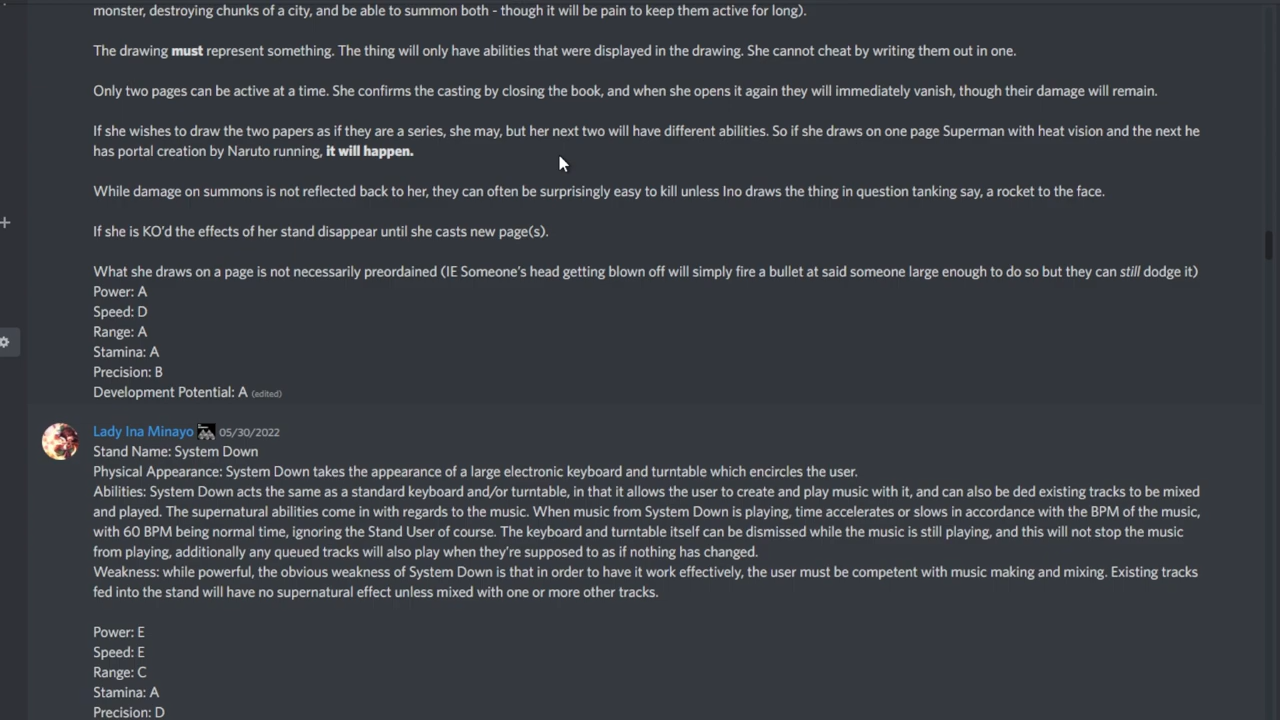 monster, destroying chunks of a city, and be able to summon both - though it will be pain to keep them active for long).
The drawing must represent something. The thing will only have abilities that were displayed in the drawing. She cannot cheat by writing them out in one.
Only two pages can be active at a time. She confirms the casting by closing the book, and when she opens it again they will immediately vanish, though their damage will remain.
If she wishes to draw the two papers as if they are a series, she may, but her next two will have different abilities. So if she draws on one page Superman with heat vision and the next he
has portal creation by Naruto running, it will happen.
While damage on summons is not reflected back to her, they can often be surprisingly easy to kill unless Ino draws the thing in question tanking say, a rocket to the face.
If she is KO'd the effects of her stand disappear until she casts new page(s).
What she draws on a page is not necessarily preordained (IE Someone's head getting blown off will simply fire a bullet at said someone large enough to do so but they can still dodge it)
Power: A
Speed: D
Range: A
Stamina: A
Precision: B
Development Potential: A (edited)
Lady Ina Minayo 05/30/2022
Stand Name: System Down
Physical Appearance: System Down takes the appearance of a large electronic keyboard and turntable which encircles the user.
Abilities: System Down acts the same as a standard keyboard and/or turntable, in that it allows the user to create and play music with it, and can also be ded existing tracks to be mixed
and played. The supernatural abilities come in with regards to the music. When music from System Down is playing, time accelerates or slows in accordance with the BPM of the music,
with 60 BPM being normal time, ignoring the Stand User of course. The keyboard and turntable itself can be dismissed while the music is still playing, and this will not stop the music
from playing, additionally any queued tracks will also play when they're supposed to as if nothing has changed.
Weakness: while powerful, the obvious weakness of System Down is that in order to have it work effectively, the user must be competent with music making and mixing. Existing tracks
fed into the stand will have no supernatural effect unless mixed with one or more other tracks.
Power: E
Speed: E
Range: C
Stamina: A
Precision: D